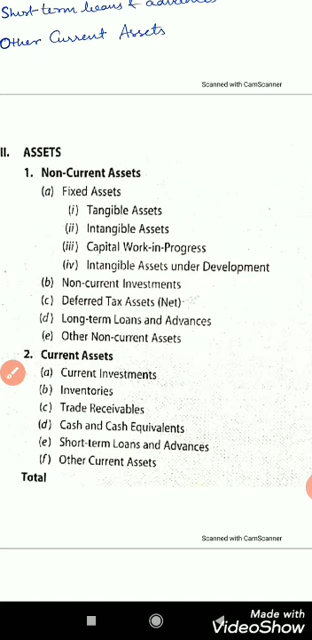 Short-term loans & advances
Other Current Assets
Scanned with CamScanner
II. ASSETS
1. Non-Current Assets
(a) Fixed Assets
(i) Tangible Assets
(ii) Intangible Assets
(iii) Capital Work-in-Progress
(iv) Intangible Assets under Development
(b) Non-current Investments
(c) Deferred Tax Assets (Net)
(d) Long-term Loans and Advances
(e) Other Non-current Assets
2. Current Assets
(a) Current Investments
(b) Inventories
(c) Trade Receivables
(d) Cash and Cash Equivalents
(e) Short-term Loans and Advances
(f) Other Current Assets
Total
Scanned with CamScanner
Made with
VideoShow